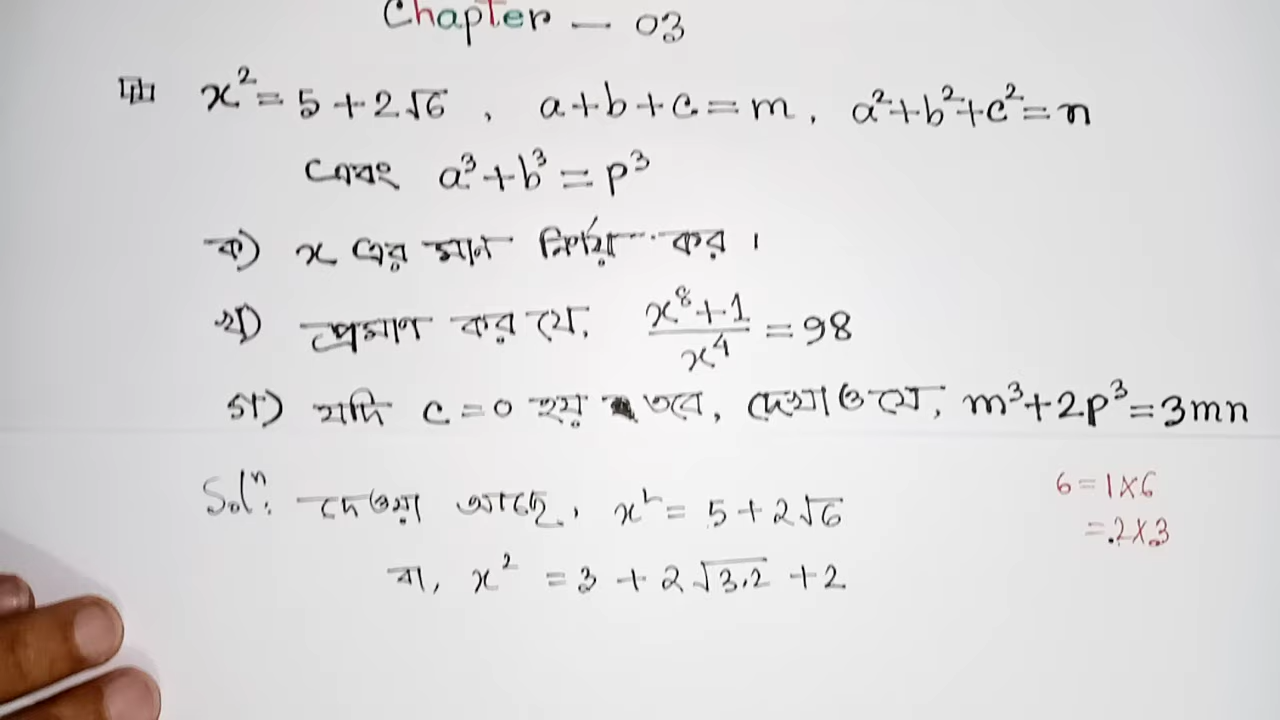 Chapter — 03
x² = 5 + 2√6 , a + b + c = m, a² + b² + c² = n
এবং a³ + b³ = p³
ক) x এর মান নির্ণয় কর ।
খ) প্রমাণ কর যে, (x⁸ + 1)/x⁴ = 98
গ) যদি c = 0 হয় তবে, দেখাও যে, m³ + 2p³ = 3mn
Solⁿ: দেওয়া আছে, x² = 5 + 2√6
6 = 1×6
= 2×3
বা, x² = 3 + 2√3.2 + 2